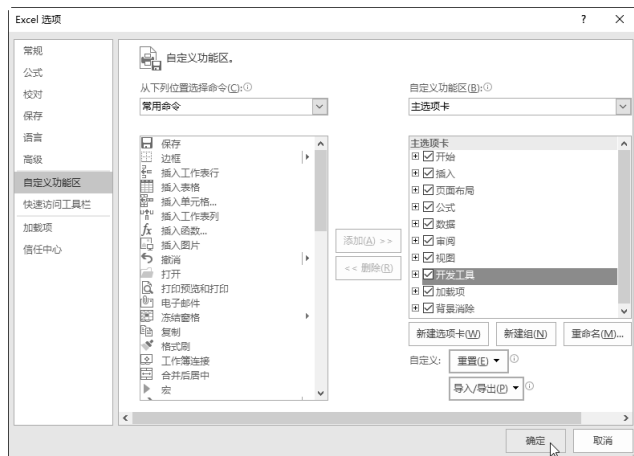 Excel 选项
? ×
常规
公式
校对
保存
语言
高级
自定义功能区
快速访问工具栏
加载项
信任中心
自定义功能区。
从下列位置选择命令(C):
常用命令
保存
边框
插入工作表行
插入表格
插入单元格...
插入工作表列
插入函数...
插入图片
撤消
打开
打印预览和打印
电子邮件
冻结窗格
复制
格式刷
工作簿连接
合并后居中
宏
添加(A) >>
<< 删除(R)
自定义功能区(B):
主选项卡
主选项卡
开始
插入
页面布局
公式
数据
审阅
视图
开发工具
加载项
背景消除
新建选项卡(W) 新建组(N) 重命名(M)...
自定义: 重置(E)
导入/导出(P)
确定 取消